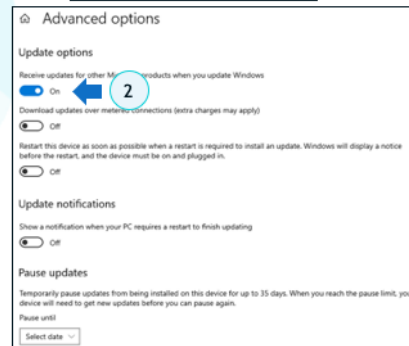 Advanced options
Update options
Receive updates for other products when you update Windows
On
2
Download updates over metered connections (extra charges may apply)
Off
Restart this device as soon as possible when a restart is required to install an update. Windows will display a notice
before the restart, and the device must be on and plugged in.
Off
Update notifications
Show a notification when your PC requires a restart to finish updating
Off
Pause updates
Temporarily pause updates from being installed on this device for up to 35 days. When you reach the pause limit,
device will need to get new updates before you can pause again.
Pause until
Select date